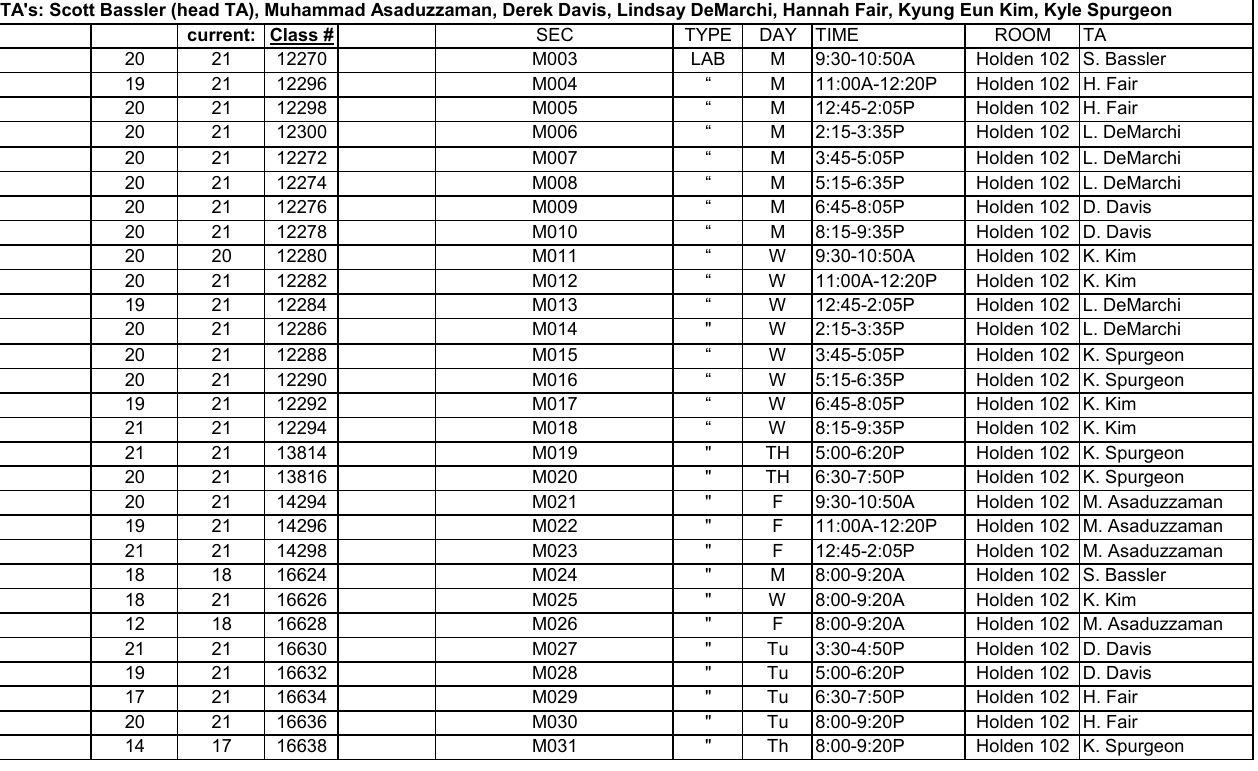 TA's: Scott Bassler (head TA), Muhammad Asaduzzaman, Derek Davis, Lindsay DeMarchi, Hannah Fair, Kyung Eun Kim, Kyle Spurgeon
current: Class # SEC TYPE DAY TIME ROOM TA
20 21 12270 M003 LAB M 9:30-10:50A Holden 102 S. Bassler
19 21 12296 M004 “ M 11:00A-12:20P Holden 102 H. Fair
20 21 12298 M005 “ M 12:45-2:05P Holden 102 H. Fair
20 21 12300 M006 “ M 2:15-3:35P Holden 102 L. DeMarchi
20 21 12272 M007 “ M 3:45-5:05P Holden 102 L. DeMarchi
20 21 12274 M008 “ M 5:15-6:35P Holden 102 L. DeMarchi
20 21 12276 M009 “ M 6:45-8:05P Holden 102 D. Davis
20 21 12278 M010 “ M 8:15-9:35P Holden 102 D. Davis
20 20 12280 M011 “ W 9:30-10:50A Holden 102 K. Kim
20 21 12282 M012 “ W 11:00A-12:20P Holden 102 K. Kim
19 21 12284 M013 “ W 12:45-2:05P Holden 102 L. DeMarchi
20 21 12286 M014 " W 2:15-3:35P Holden 102 L. DeMarchi
20 21 12288 M015 “ W 3:45-5:05P Holden 102 K. Spurgeon
20 21 12290 M016 “ W 5:15-6:35P Holden 102 K. Spurgeon
19 21 12292 M017 “ W 6:45-8:05P Holden 102 K. Kim
21 21 12294 M018 “ W 8:15-9:35P Holden 102 K. Kim
21 21 13814 M019 " TH 5:00-6:20P Holden 102 K. Spurgeon
20 21 13816 M020 " TH 6:30-7:50P Holden 102 K. Spurgeon
20 21 14294 M021 " F 9:30-10:50A Holden 102 M. Asaduzzaman
19 21 14296 M022 " F 11:00A-12:20P Holden 102 M. Asaduzzaman
21 21 14298 M023 " F 12:45-2:05P Holden 102 M. Asaduzzaman
18 18 16624 M024 " M 8:00-9:20A Holden 102 S. Bassler
18 21 16626 M025 " W 8:00-9:20A Holden 102 K. Kim
12 18 16628 M026 " F 8:00-9:20A Holden 102 M. Asaduzzaman
21 21 16630 M027 " Tu 3:30-4:50P Holden 102 D. Davis
19 21 16632 M028 " Tu 5:00-6:20P Holden 102 D. Davis
17 21 16634 M029 " Tu 6:30-7:50P Holden 102 H. Fair
20 21 16636 M030 " Tu 8:00-9:20P Holden 102 H. Fair
14 17 16638 M031 " Th 8:00-9:20P Holden 102 K. Spurgeon